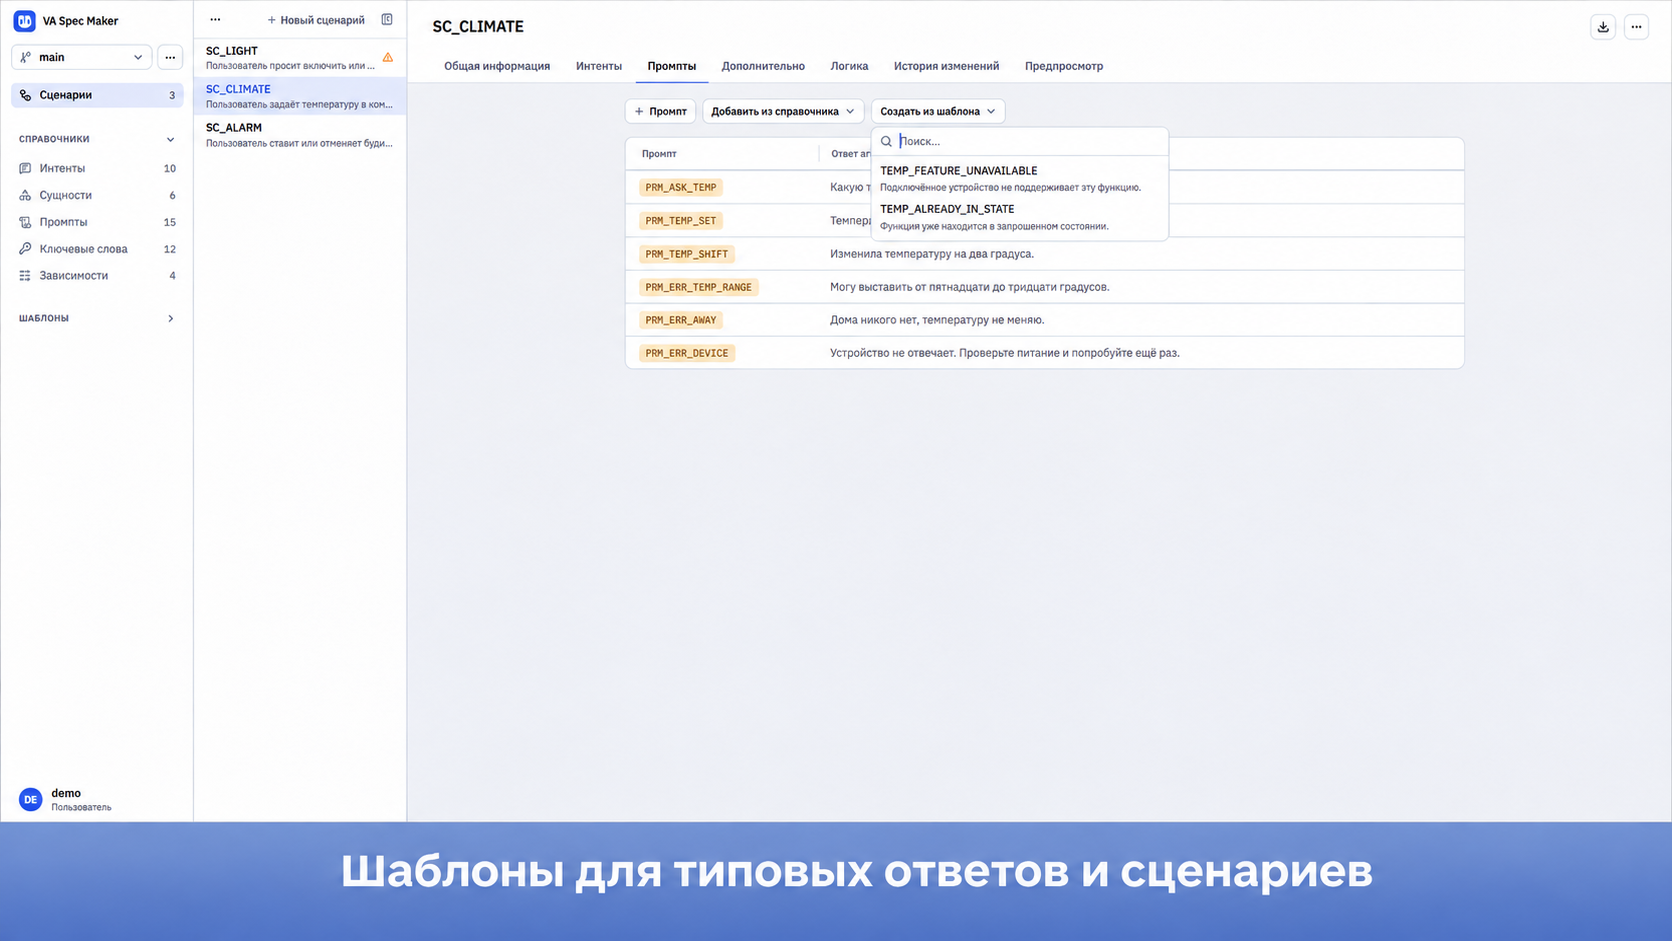 VA Spec Maker
main
Сценарии 3
СПРАВОЧНИКИ
Интенты 10
Сущности 6
Промпты 15
Ключевые слова 12
Зависимости 4
ШАБЛОНЫ
DE
demo
Пользователь
+ Новый сценарий
SC_LIGHT
Пользователь просит включить или ...
SC_CLIMATE
Пользователь задаёт температуру в ком...
SC_ALARM
Пользователь ставит или отменяет буди...
SC_CLIMATE
Общая информация Интенты Промпты Дополнительно Логика История изменений Предпросмотр
+ Промпт Добавить из справочника Создать из шаблона
Поиск...
TEMP_FEATURE_UNAVAILABLE
Подключённое устройство не поддерживает эту функцию.
TEMP_ALREADY_IN_STATE
Функция уже находится в запрошенном состоянии.
Промпт Ответ
PRM_ASK_TEMP Какую
PRM_TEMP_SET Темпер
PRM_TEMP_SHIFT Изменила температуру на два градуса.
PRM_ERR_TEMP_RANGE Могу выставить от пятнадцати до тридцати градусов.
PRM_ERR_AWAY Дома никого нет, температуру не меняю.
PRM_ERR_DEVICE Устройство не отвечает. Проверьте питание и попробуйте ещё раз.
Шаблоны для типовых ответов и сценариев